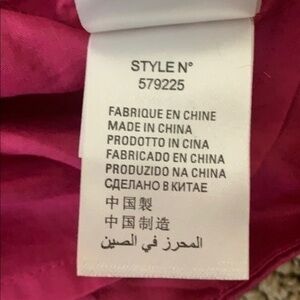 STYLE N°
579225
FABRIQUE EN CHINE
MADE IN CHINA
PRODOTTO IN CINA
FABRICADO EN CHINA
PRODUZIDO NA CHINA
СДЕЛАНО В КИТАЕ
中国製
中国制造
المحرز في الصين